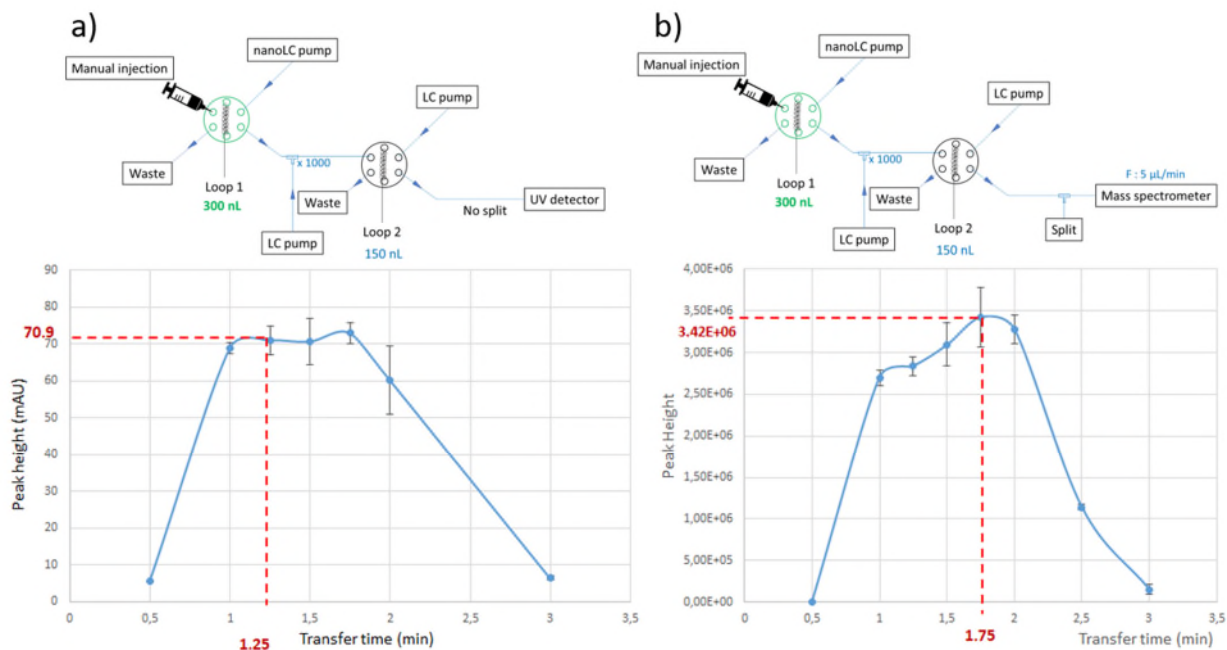 a)
nanoLC pump
Manual injection
LC pump
x 1000
Waste
Loop 1
300 nL
Waste
No split
UV detector
LC pump
Loop 2
150 nL
90
80
70.9
70
60
50
40
30
20
10
0
Peak height (mAU)
0
0,5
1
1,5
2
2,5
3
3,5
1.25
Transfer time (min)
b)
nanoLC pump
Manual injection
LC pump
x 1000
Waste
Loop 1
300 nL
Waste
F : 5 µL/min
Mass spectrometer
LC pump
Split
Loop 2
150 nL
4,00E+06
3,50E+06
3.42E+06
3,00E+06
2,50E+06
2,00E+06
1,50E+06
1,00E+06
5,00E+05
0,00E+00
Peak Height
0
0,5
1
1,5
2
2,5
3
3,5
1.75
Transfer time (min)